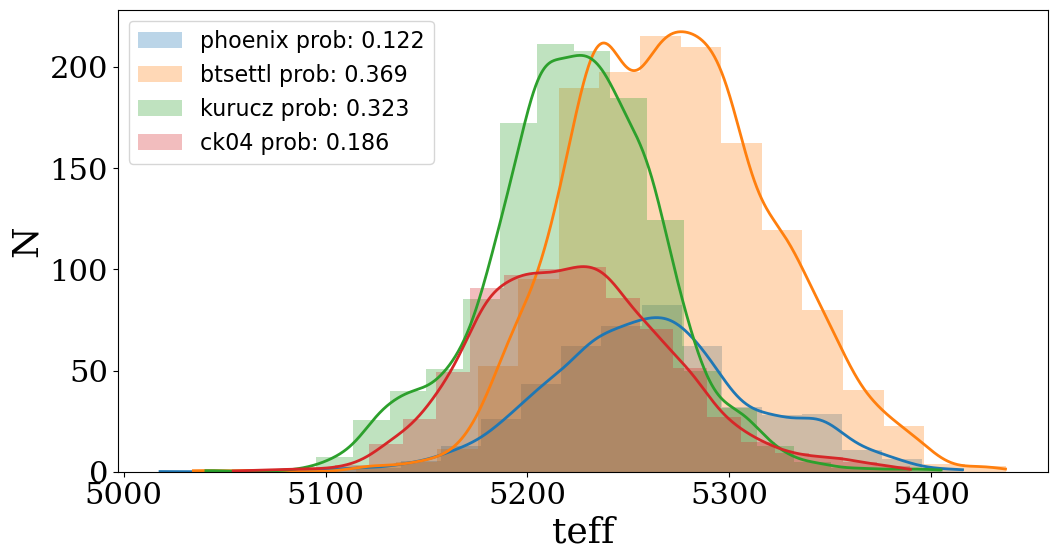 phoenix prob: 0.122
btsettl prob: 0.369
kurucz prob: 0.323
ck04 prob: 0.186
200
150
100
50
0
N
5000 5100 5200 5300 5400
teff